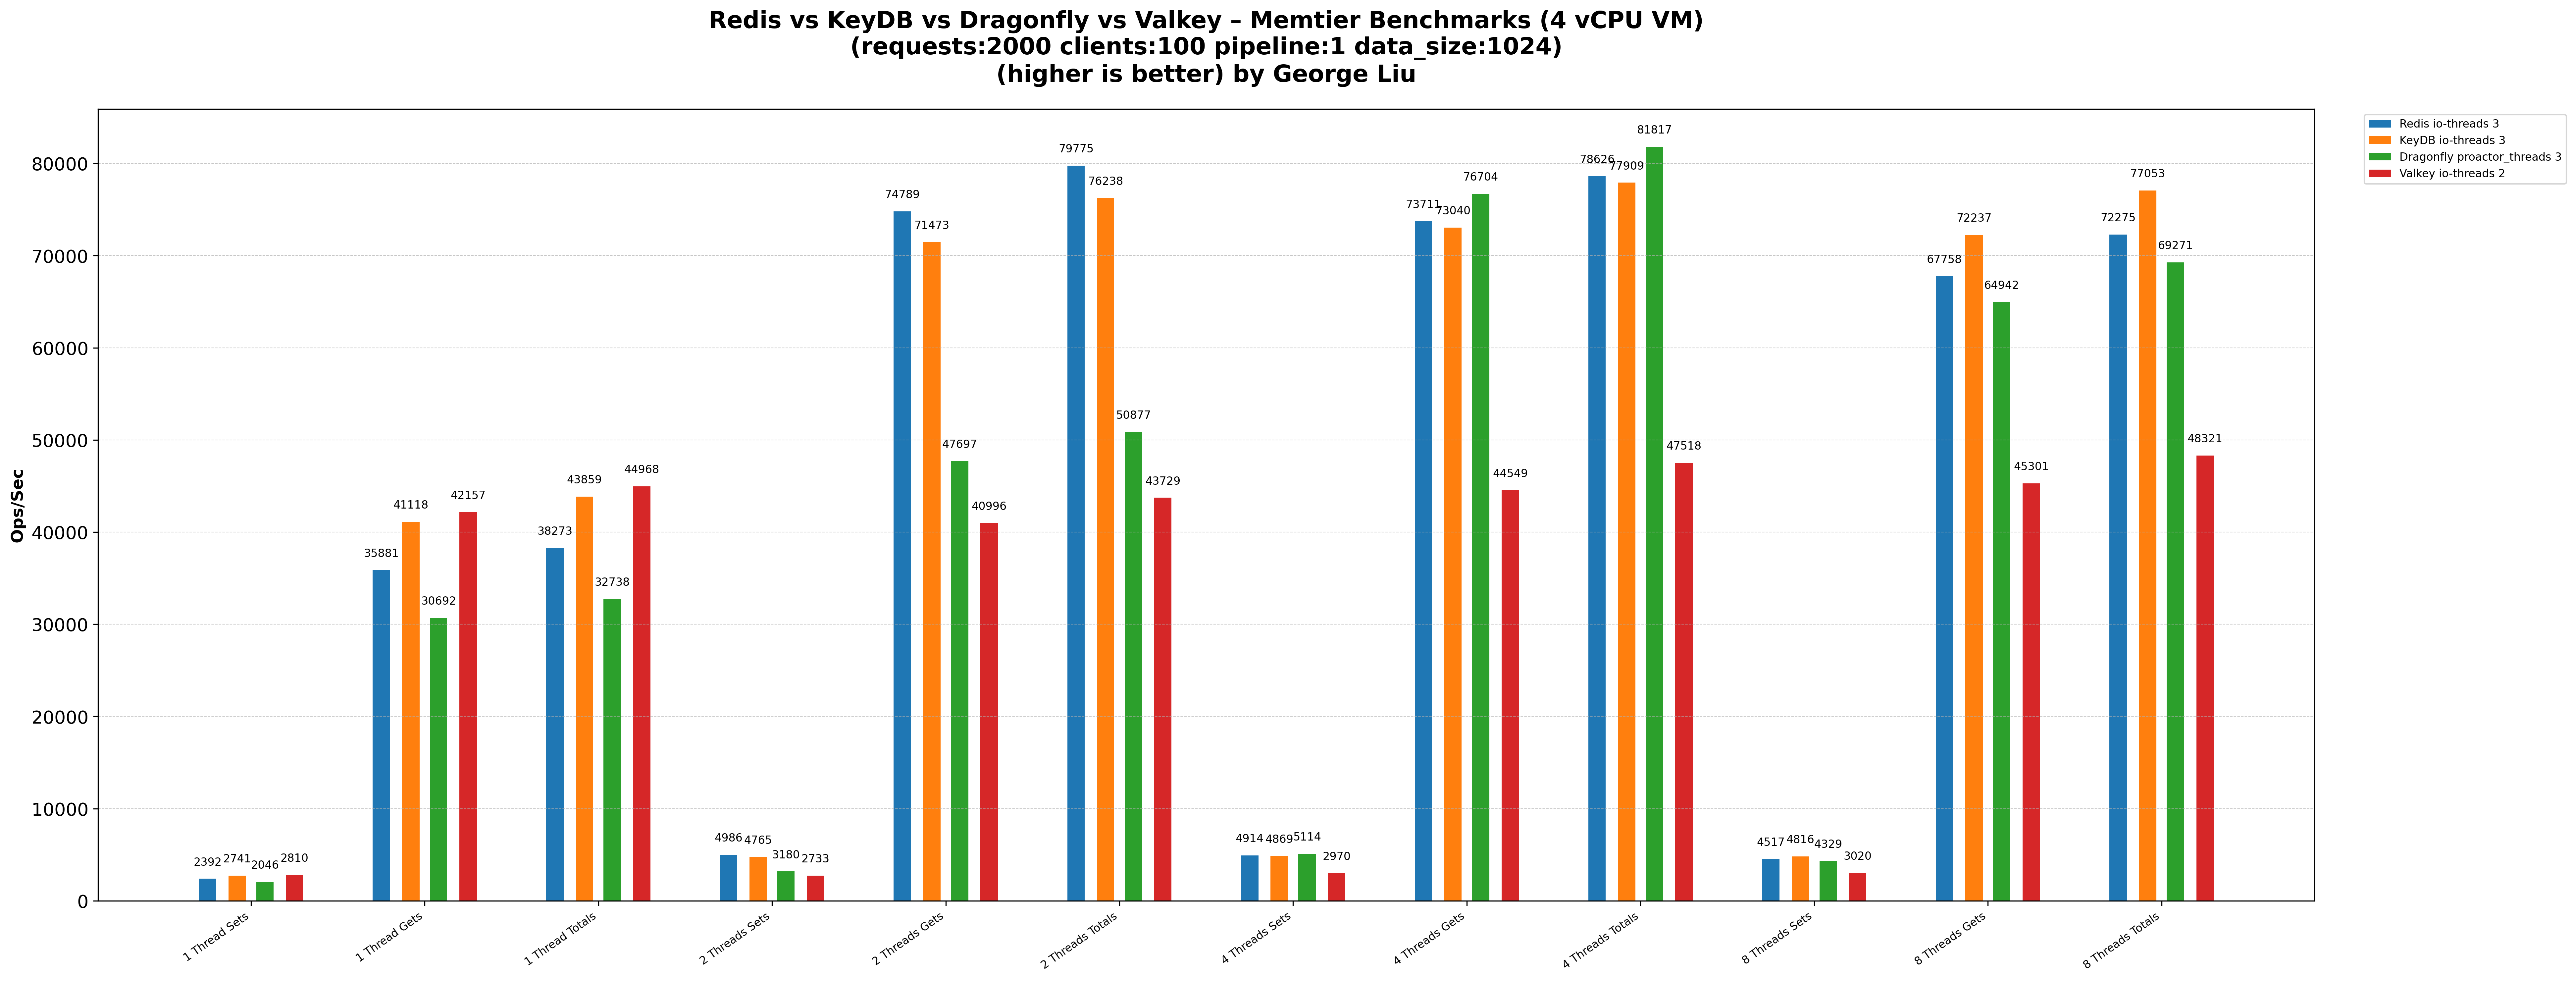 Redis vs KeyDB vs Dragonfly vs Valkey – Memtier Benchmarks (4 vCPU VM)
(requests:2000 clients:100 pipeline:1 data_size:1024)
(higher is better) by George Liu
Redis io-threads 3
KeyDB io-threads 3
Dragonfly proactor_threads 3
Valkey io-threads 2
Ops/Sec
80000
70000
60000
50000
40000
30000
20000
10000
0
2392 2741 2046 2810
35881 41118 30692 42157
38273 43859 32738 44968
4986 4765 3180 2733
74789 71473 47697 40996
79775 76238 50877 43729
4914 4869 5114 2970
73711 73040 76704 44549
78626 77909 81817 47518
4517 4816 4329 3020
67758 72237 64942 45301
72275 77053 69271 48321
1 Thread Sets
1 Thread Gets
1 Thread Totals
2 Threads Sets
2 Threads Gets
2 Threads Totals
4 Threads Sets
4 Threads Gets
4 Threads Totals
8 Threads Sets
8 Threads Gets
8 Threads Totals